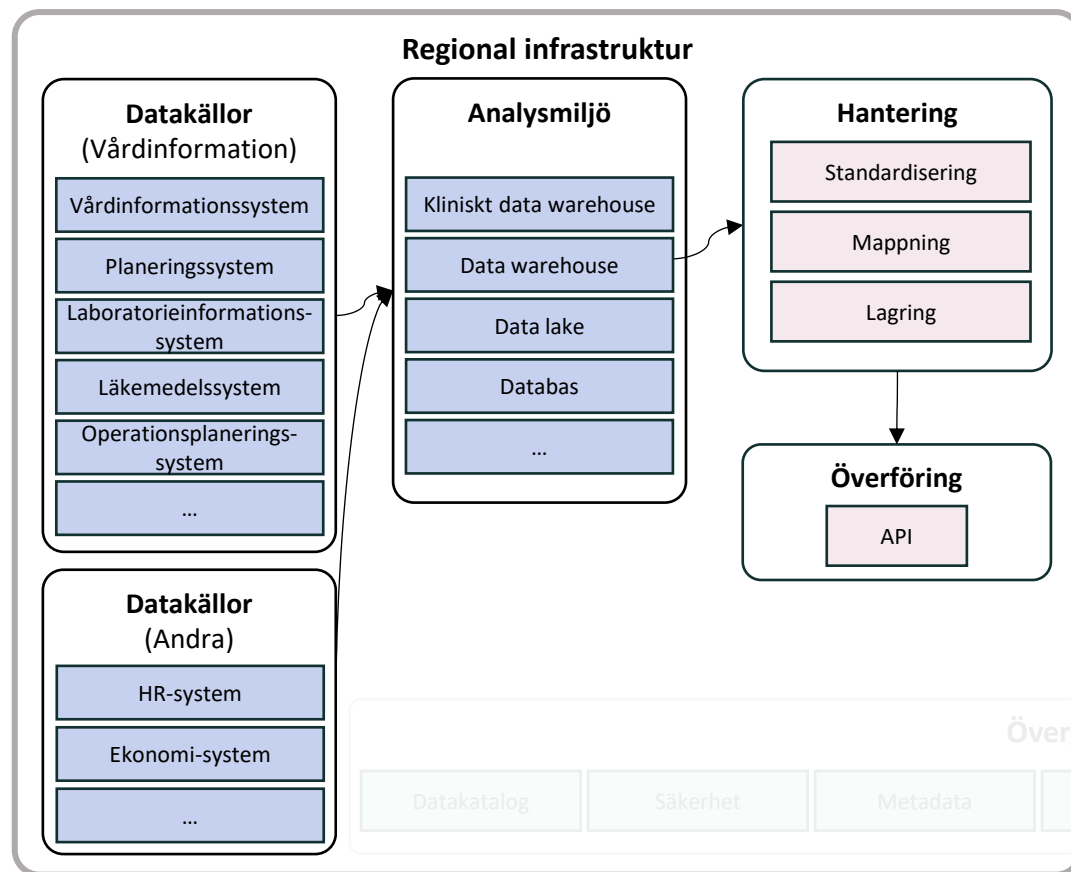 Regional infrastruktur
Datakällor
(Vårdinformation)
Vårdinformationssystem
Planeringssystem
Laboratorieinformations-
system
Läkemedelssystem
Operationsplanerings-
system
...
Datakällor
(Andra)
HR-system
Ekonomi-system
...
Analysmiljö
Kliniskt data warehouse
Data warehouse
Data lake
Databas
...
Hantering
Standardisering
Mappning
Lagring
Överföring
API
Datakatalog
Säkerhet
Metadata